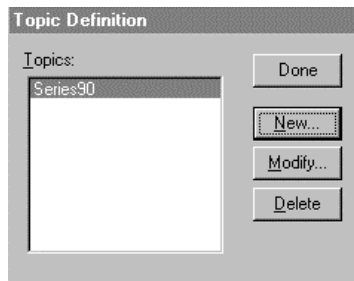 Topic Definition
Topics:
Done
Series90
New...
Modify...
Delete